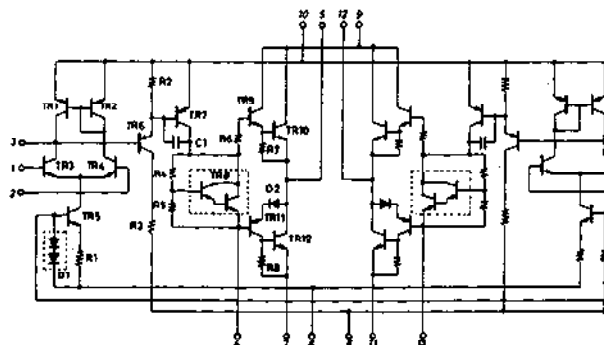 10 5 12 9
R2
TR1 TR2 TR7 TR9
TR6 C1 R6 TR10
3 R7
1 TR3 TR4 R4 TR8
2 R5 D2
TR5 R3 TR11
TR12
D1 R1 R8